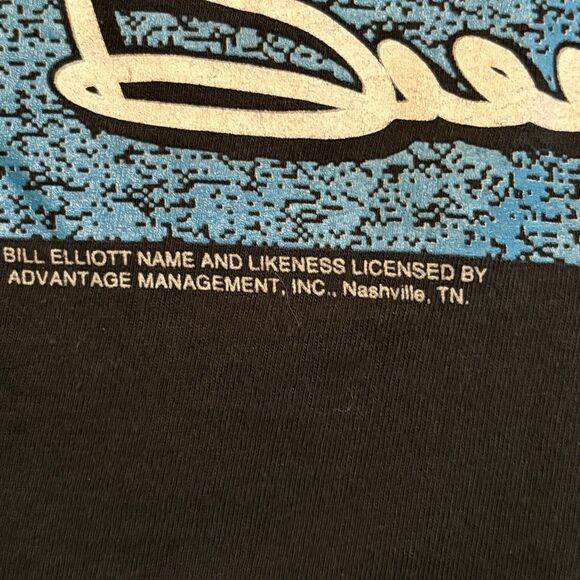 BILL ELLIOTT NAME AND LIKENESS LICENSED BY
ADVANTAGE MANAGEMENT, INC., Nashville, TN.